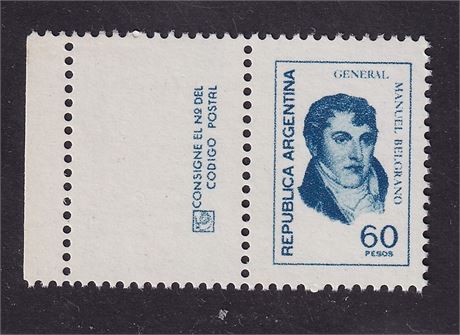 CONSIGNE EL Nº DEL
CODIGO POSTAL
REPUBLICA ARGENTINA
GENERAL
MANUEL BELGRANO
60
PESOS